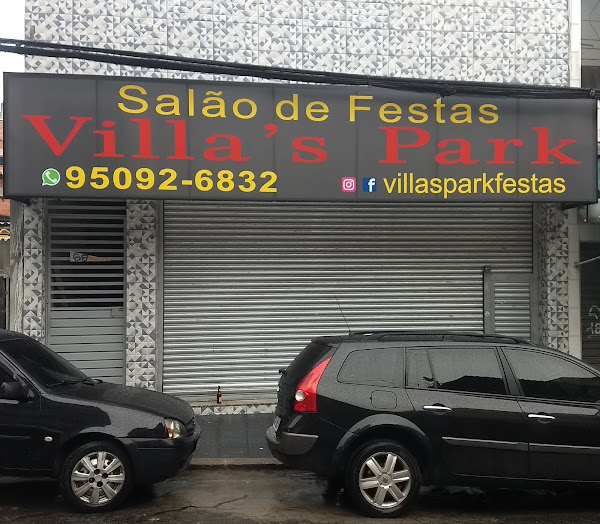 Salão de Festas
Villa's Park
95092-6832
villasparkfestas